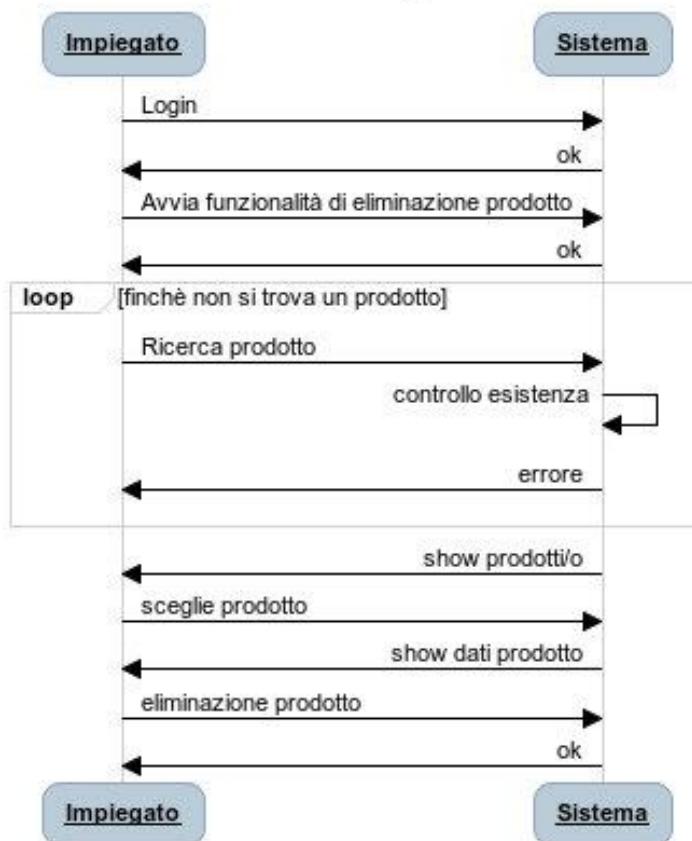 Impiegato
Sistema
Login
ok
Avvia funzionalità di eliminazione prodotto
ok
loop
[finchè non si trova un prodotto]
Ricerca prodotto
controllo esistenza
errore
show prodotti/o
sceglie prodotto
show dati prodotto
eliminazione prodotto
ok
Impiegato
Sistema